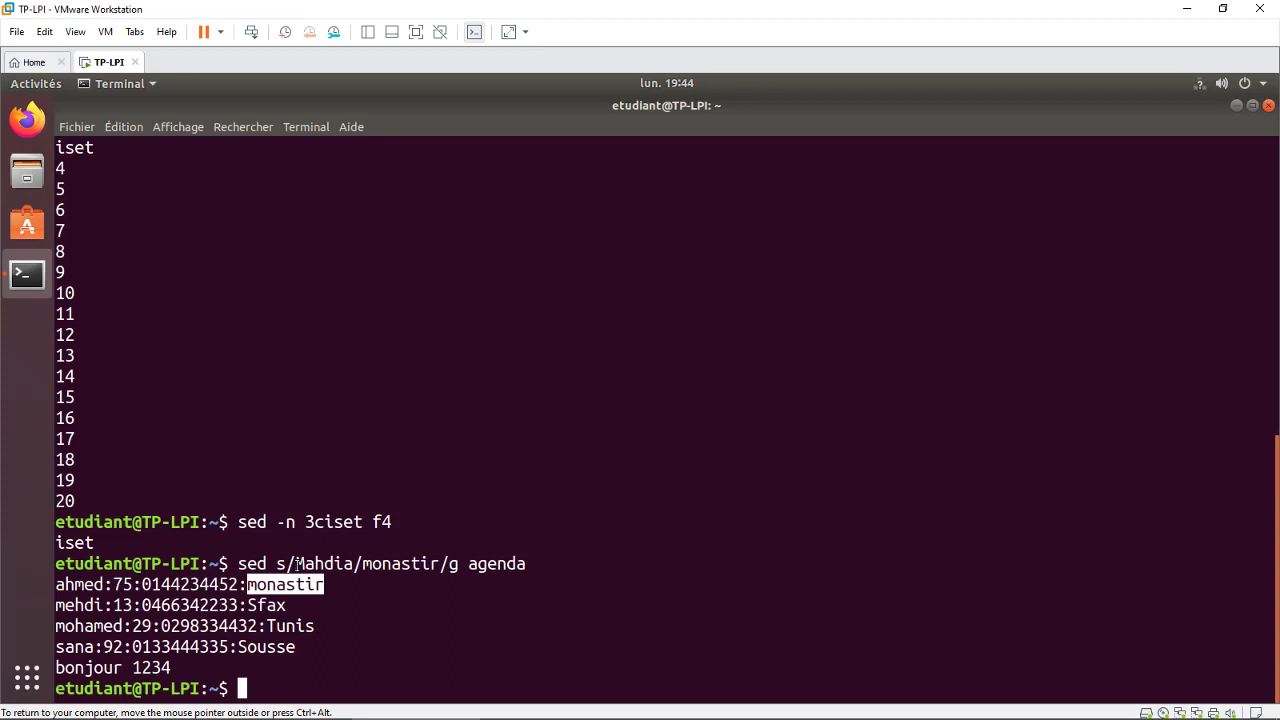 TP-LPI - VMware Workstation
File Edit View VM Tabs Help
Home TP-LPI
Activités Terminal lun. 19:44
etudiant@TP-LPI: ~
Fichier Édition Affichage Rechercher Terminal Aide
iset
4
5
6
7
8
9
10
11
12
13
14
15
16
17
18
19
20
etudiant@TP-LPI:~$ sed -n 3ciset f4
iset
etudiant@TP-LPI:~$ sed s/Mahdia/monastir/g agenda
ahmed:75:0144234452:monastir
mehdi:13:0466342233:Sfax
mohamed:29:0298334432:Tunis
sana:92:0133444335:Sousse
bonjour 1234
etudiant@TP-LPI:~$
To return to your computer, move the mouse pointer outside or press Ctrl+Alt.